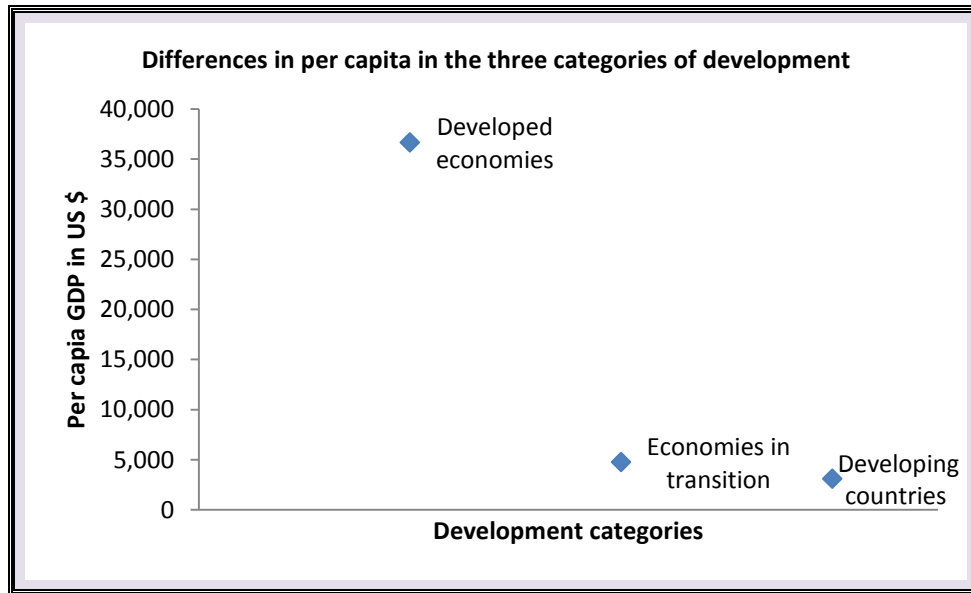 Differences in per capita in the three categories of development
40,000
35,000
30,000
25,000
20,000
15,000
10,000
5,000
0
Per capia GDP in US $
Developed
economies
Economies in
transition
Developing
countries
Development categories